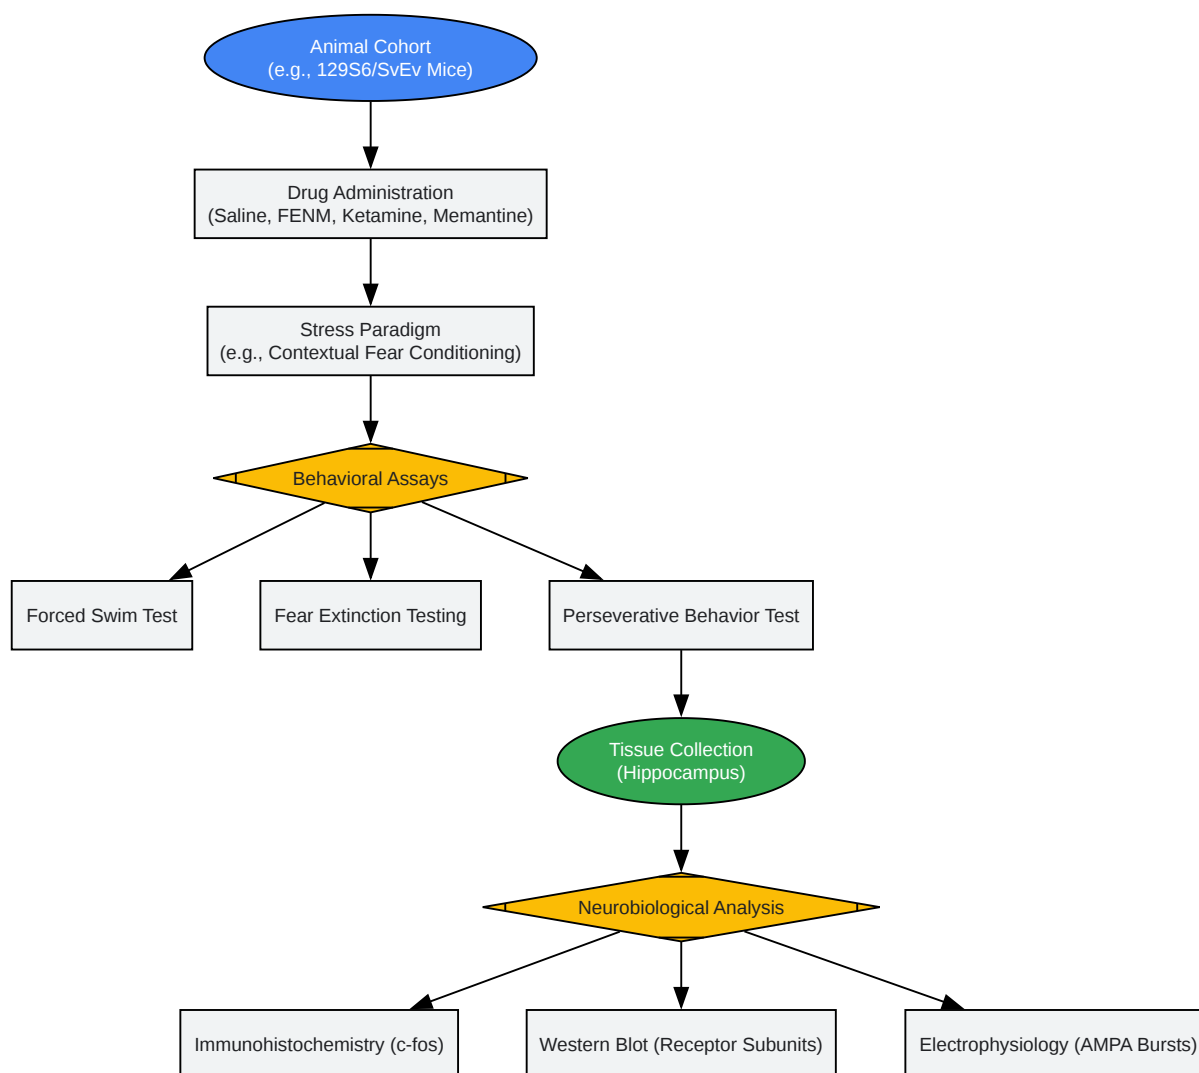 Animal Cohort
(e.g., 129S6/SvEv Mice)
Drug Administration
(Saline, FENM, Ketamine, Memantine)
Stress Paradigm
(e.g., Contextual Fear Conditioning)
Behavioral Assays
Forced Swim Test
Fear Extinction Testing
Perseverative Behavior Test
Tissue Collection
(Hippocampus)
Neurobiological Analysis
Immunohistochemistry (c-fos)
Western Blot (Receptor Subunits)
Electrophysiology (AMPA Bursts)